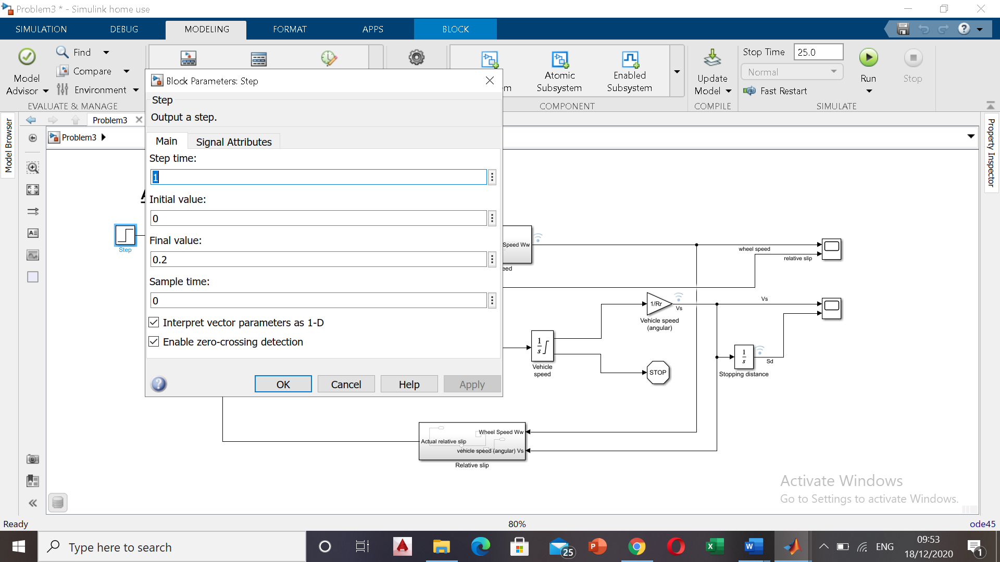 Problem3 * - Simulink home use
SIMULATION DEBUG MODELING FORMAT APPS BLOCK
Find
Compare
Environment
Model Advisor
Atomic Subsystem
Enabled Subsystem
Update Model
Stop Time 25.0
Normal
Fast Restart
Run
Stop
EVALUATE & MANAGE COMPONENT COMPILE SIMULATE
Model Browser
Property Inspector
Problem3
Problem3
Block Parameters: Step
Step
Output a step.
Main Signal Attributes
Step time:
1
Initial value:
0
Final value:
0.2
Sample time:
0
Interpret vector parameters as 1-D
Enable zero-crossing detection
OK Cancel Help Apply
Step
Speed Ww
eed
wheel speed
relative slip
1/Rr
Vs
Vs
Vehicle speed
(angular)
1
s
Vehicle
speed
STOP
1
s
Sd
Stopping distance
Wheel Speed Ww
Actual relative slip
vehicle speed (angular) Vs
Relative slip
Activate Windows
Go to Settings to activate Windows.
Ready 80% ode45
Type here to search
25
ENG
09:53
18/12/2020
1